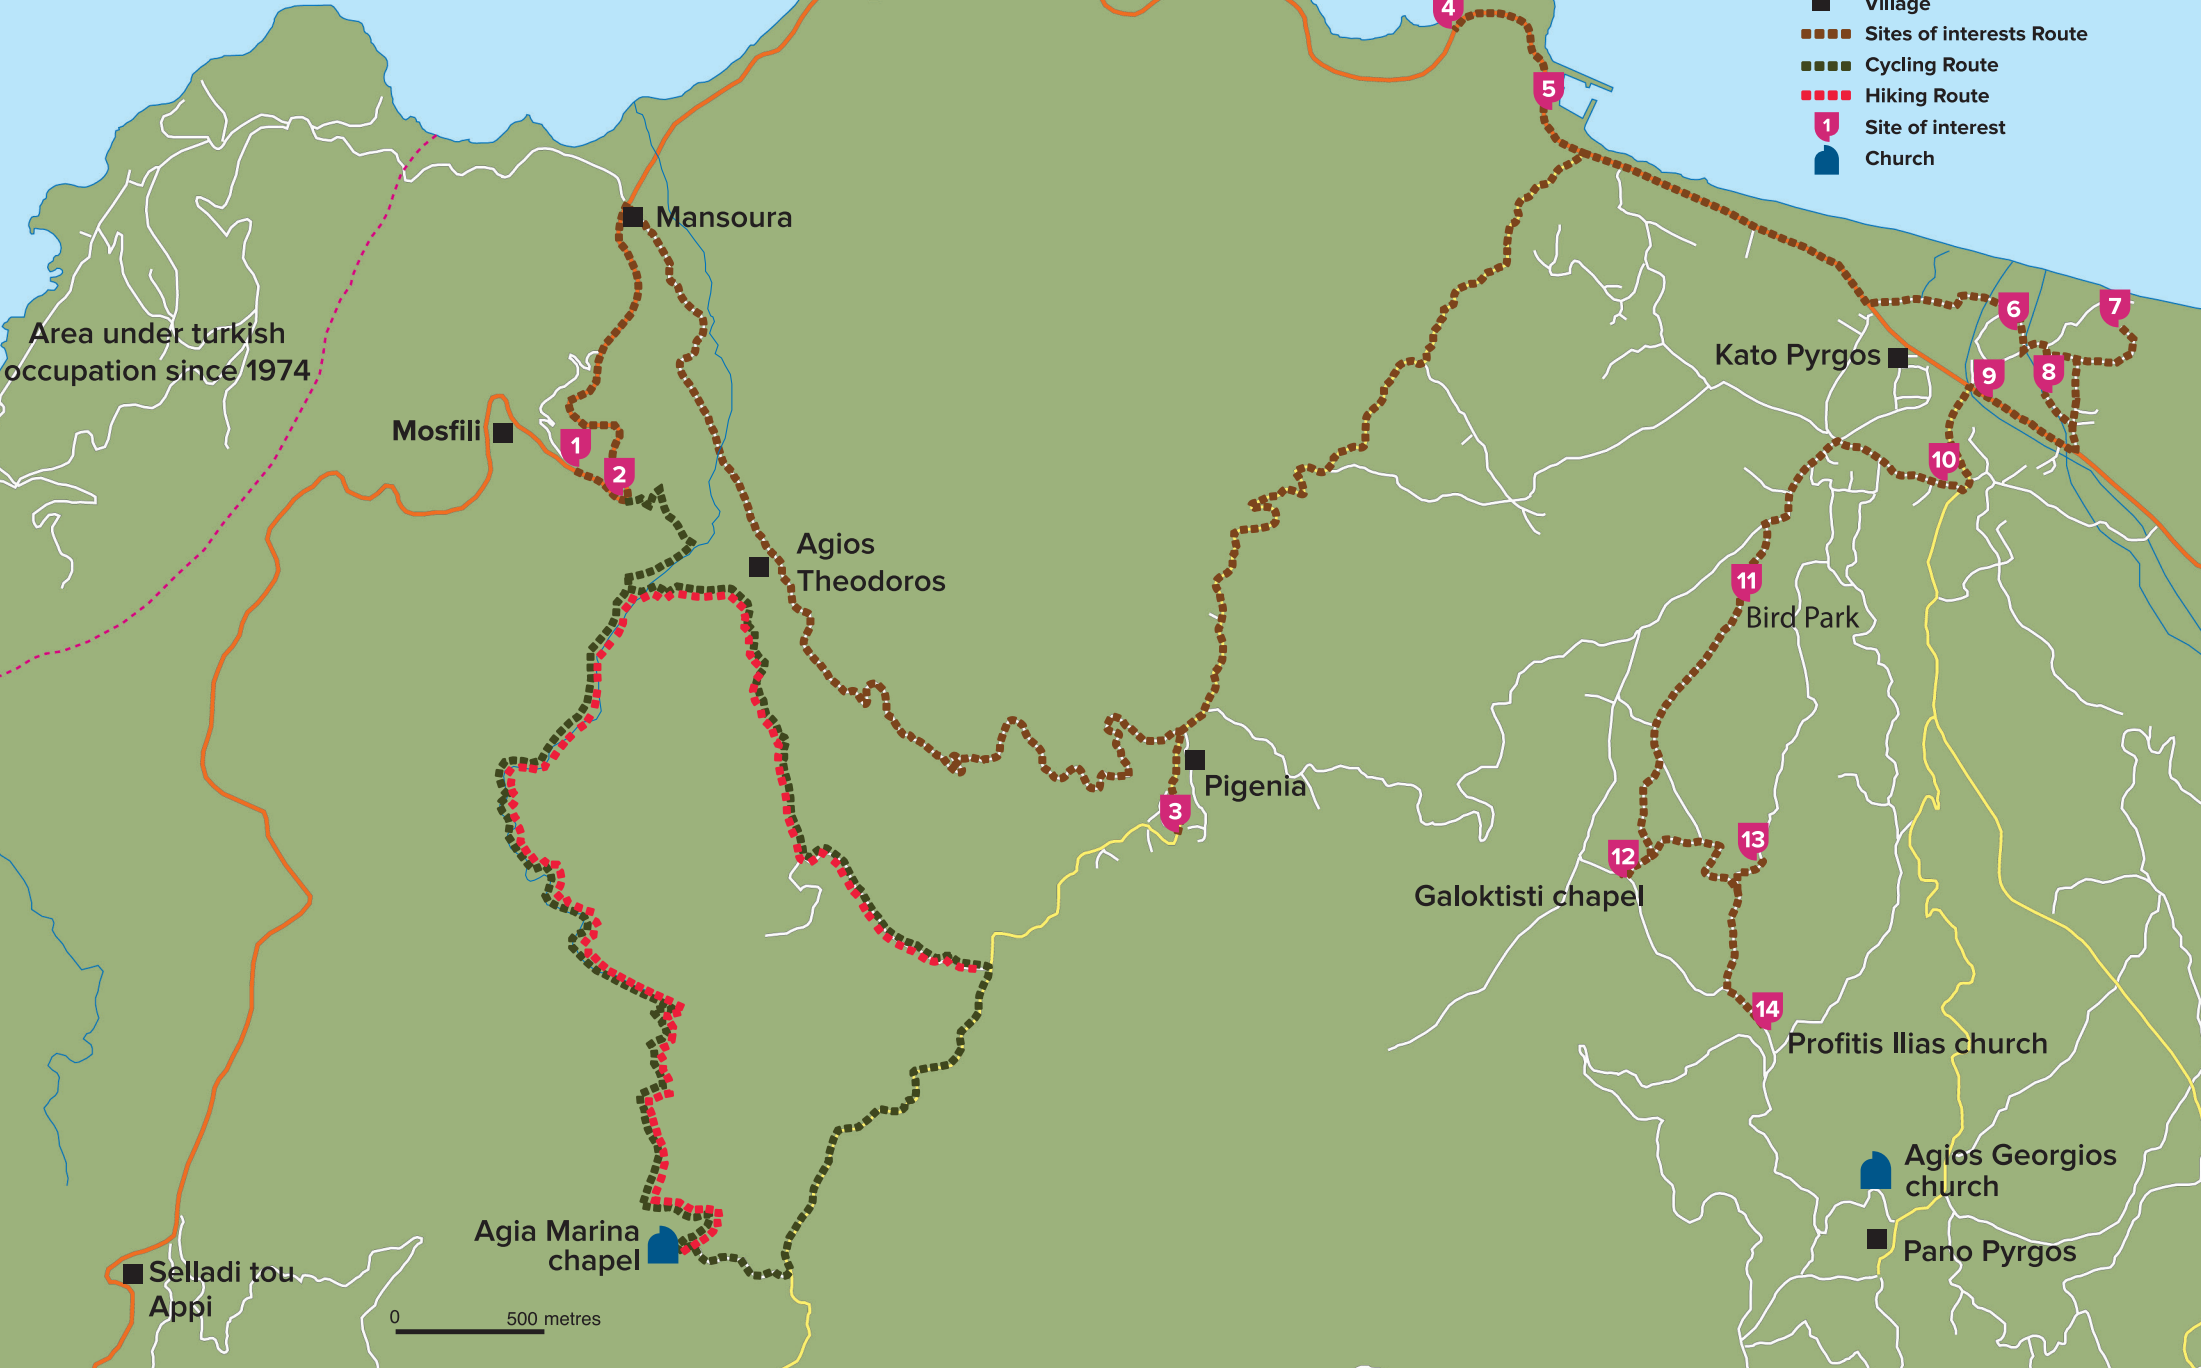 4
Village
Sites of interests Route
5
Cycling Route
Hiking Route
1
Site of interest
Church
Mansoura
Area under turkish
occupation since 1974
6
7
Kato Pyrgos
9
8
Mosfili
1
2
10
Agios
Theodoros
11
Bird Park
Pigenia
3
12
13
Galoktisti chapel
14
Profitis Ilias church
Agios Georgios
church
Agia Marina
chapel
Pano Pyrgos
Selladi tou
Appi
0
500 metres